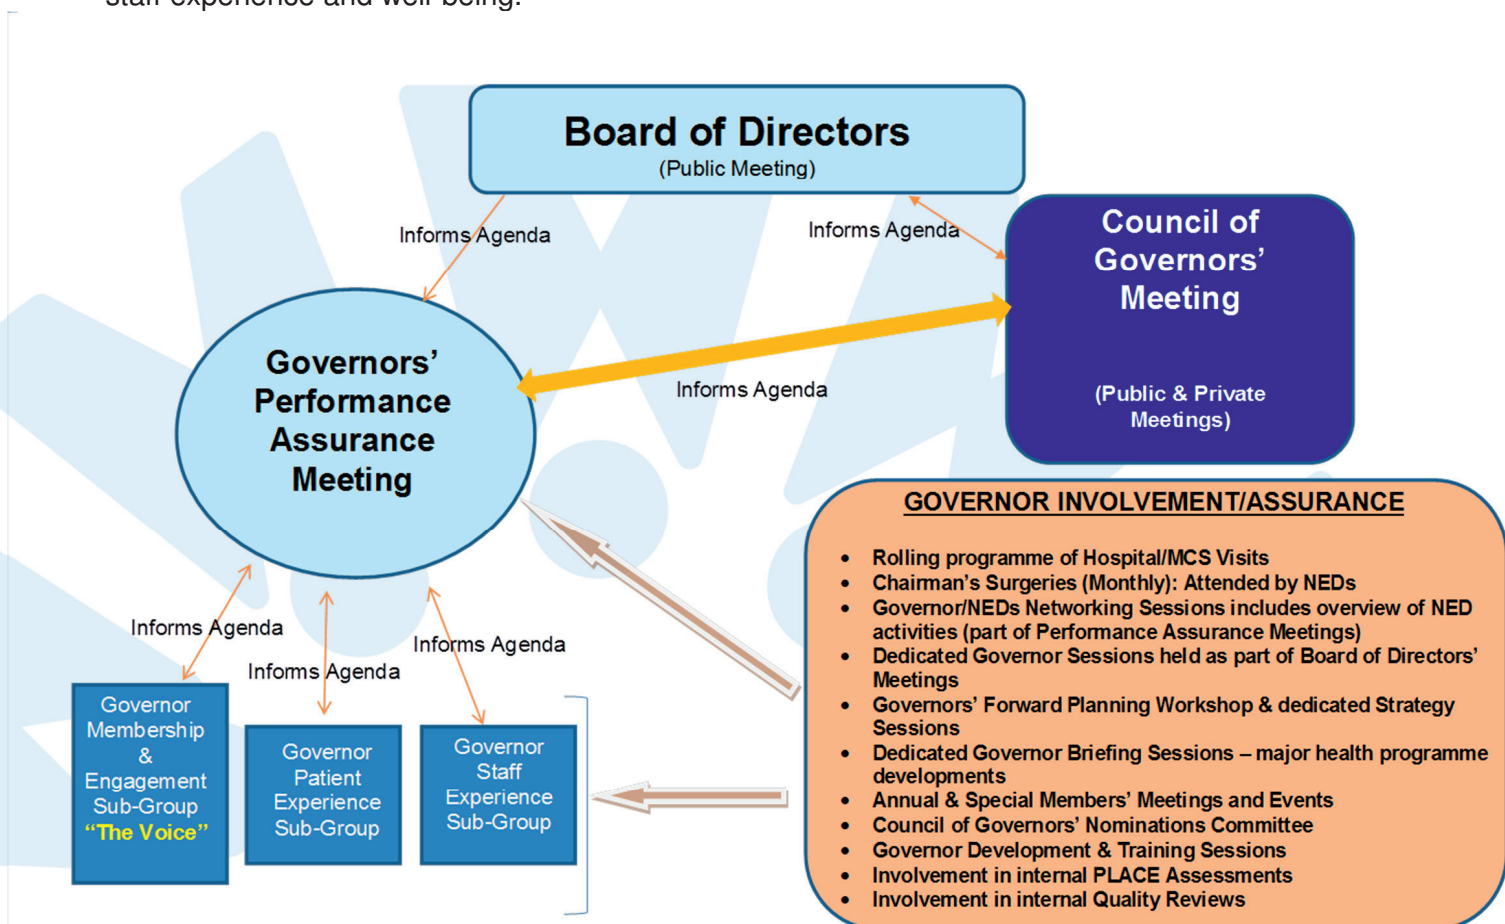 staff experience and well-being.
Board of Directors
(Public Meeting)
Informs Agenda
Informs Agenda
Council of
Governors’
Meeting
(Public & Private
Meetings)
Governors’
Performance
Assurance
Meeting
Informs Agenda
GOVERNOR INVOLVEMENT/ASSURANCE
• Rolling programme of Hospital/MCS Visits
• Chairman’s Surgeries (Monthly): Attended by NEDs
• Governor/NEDs Networking Sessions includes overview of NED
activities (part of Performance Assurance Meetings)
• Dedicated Governor Sessions held as part of Board of Directors’
Meetings
• Governors’ Forward Planning Workshop & dedicated Strategy
Sessions
• Dedicated Governor Briefing Sessions – major health programme
developments
• Annual & Special Members’ Meetings and Events
• Council of Governors’ Nominations Committee
• Governor Development & Training Sessions
• Involvement in internal PLACE Assessments
• Involvement in internal Quality Reviews
Informs Agenda
Informs Agenda
Informs Agenda
Governor
Membership
&
Engagement
Sub-Group
“The Voice”
Governor
Patient
Experience
Sub-Group
Governor
Staff
Experience
Sub-Group